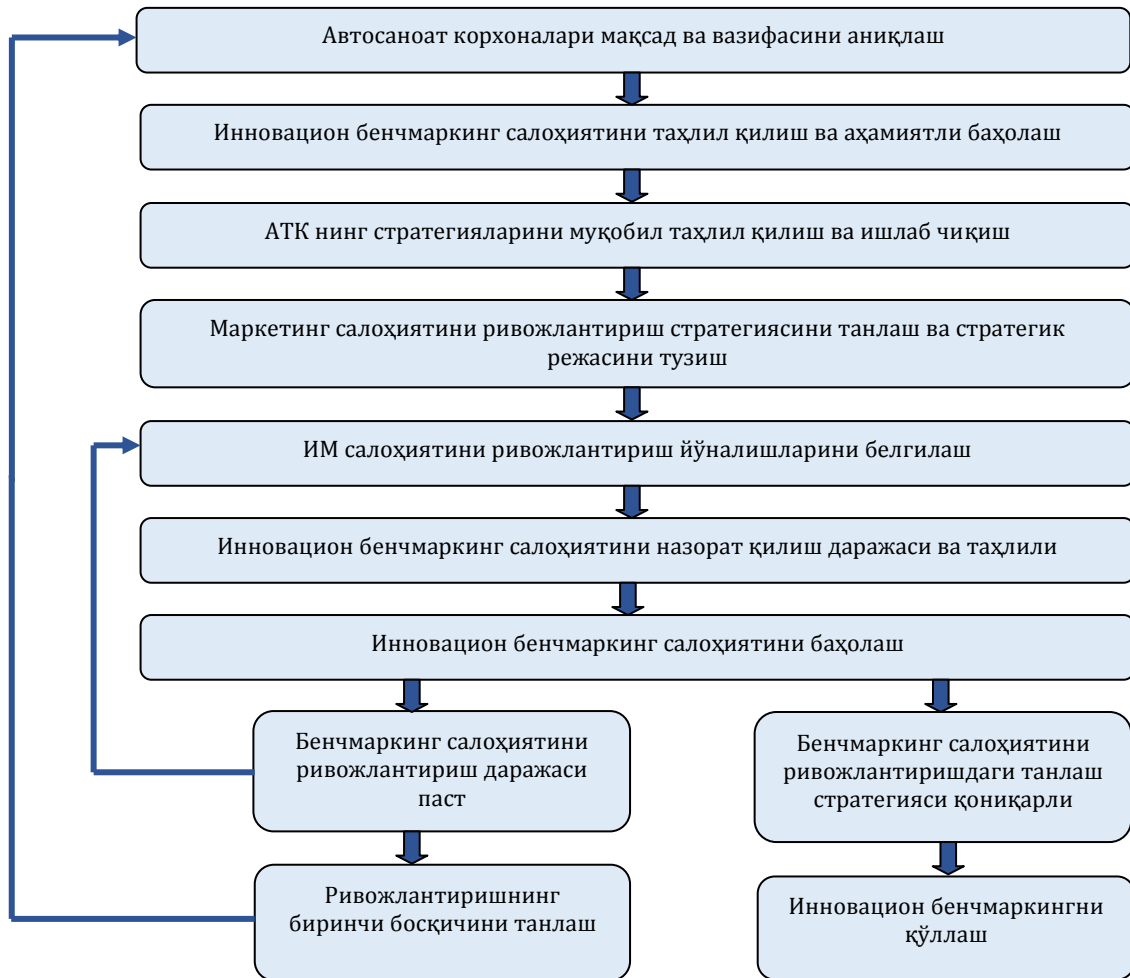 Автосаноат корхоналари мақсад ва вазифасини аниқлаш
Инновацион бенчмаркинг салоҳиятини таҳлил қилиш ва аҳамиятли баҳолаш
АТК нинг стратегияларини муқобил таҳлил қилиш ва ишлаб чиқиш
Маркетинг салоҳиятини ривожлантириш стратегиясини танлаш ва стратегик
режасини тузиш
ИМ салоҳиятини ривожлантириш йўналишларини белгилаш
Инновацион бенчмаркинг салоҳиятини назорат қилиш даражаси ва таҳлили
Инновацион бенчмаркинг салоҳиятини баҳолаш
Бенчмаркинг салоҳиятини
ривожлантириш даражаси
паст
Бенчмаркинг салоҳиятини
ривожлантиришдаги танлаш
стратегияси қониқарли
Ривожлантиришнинг
биринчи босқичини танлаш
Инновацион бенчмаркингни
қўллаш